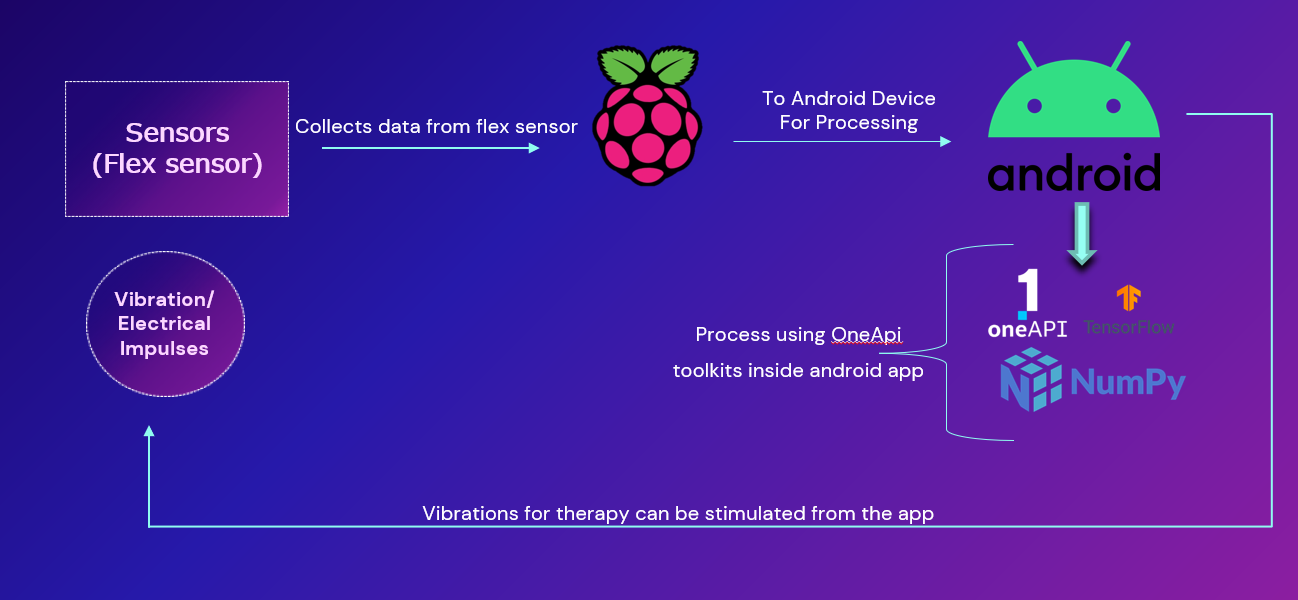 Sensors
(Flex sensor)
Collects data from flex sensor
To Android Device
For Processing
android
Vibration/
Electrical
Impulses
Process using OneApi
toolkits inside android app
1
oneAPI
TensorFlow
NumPy
Vibrations for therapy can be stimulated from the app